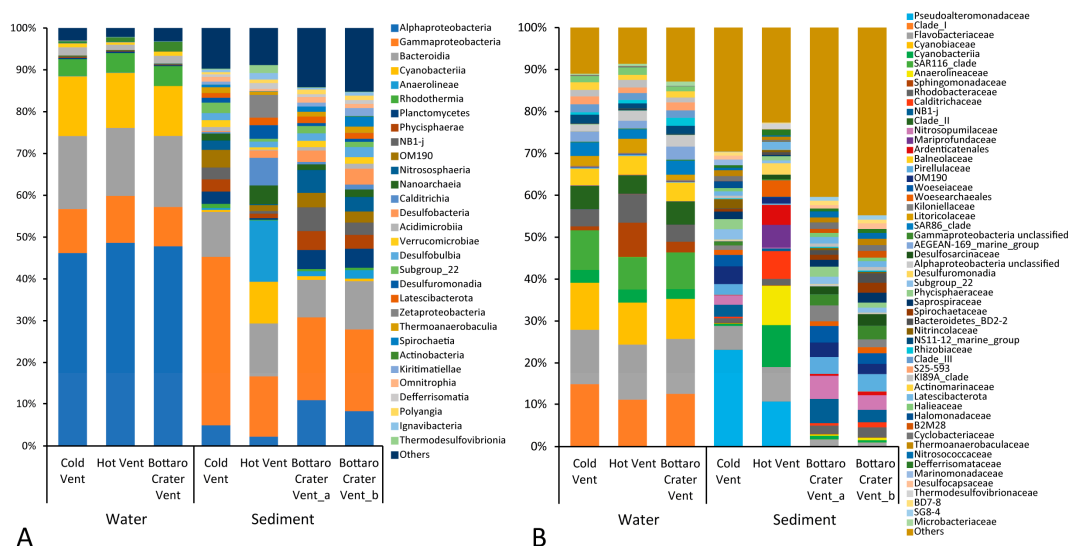 100%
90%
80%
70%
60%
50%
40%
30%
20%
10%
0%
Cold Vent
Hot Vent
Bottaro Crater Vent
Cold Vent
Hot Vent
Bottaro Crater Vent_a
Bottaro Crater Vent_b
Water
Sediment
A
Alphaproteobacteria
Gammaproteobacteria
Bacteroidia
Cyanobacteriia
Anaerolineae
Rhodothermia
Planctomycetes
Phycisphaerae
NB1-j
OM190
Nitrososphaeria
Nanoarchaeia
Calditrichia
Desulfobacteria
Acidimicrobiia
Verrucomicrobiae
Desulfobulbia
Subgroup_22
Desulfuromonadia
Latescibacterota
Zetaproteobacteria
Thermoanaerobaculia
Spirochaetia
Actinobacteria
Kiritimatiellae
Omnitrophia
Defferrisomatia
Polyangia
Ignavibacteria
Thermodesulfovibrionia
Others
100%
90%
80%
70%
60%
50%
40%
30%
20%
10%
0%
Cold Vent
Hot Vent
Bottaro Crater Vent
Cold Vent
Hot Vent
Bottaro Crater Vent_a
Bottaro Crater Vent_b
Water
Sediment
B
Pseudoalteromonadaceae
Clade_I
Flavobacteriaceae
Cyanobiaceae
Cyanobacteriia
SAR116_clade
Anaerolineaceae
Sphingomonadaceae
Rhodobacteraceae
Calditrichaceae
NB1-j
Clade_II
Nitrosopumilaceae
Mariprofundaceae
Ardenticatenales
Balneolaceae
Pirellulaceae
OM190
Woeseiaceae
Woesearchaeales
Kiloniellaceae
Litoricolaceae
SAR86_clade
Gammaproteobacteria unclassified
AEGEAN-169_marine_group
Desulfosarcinaceae
Alphaproteobacteria unclassified
Desulfuromonadia
Subgroup_22
Phycisphaeraceae
Saprospiraceae
Spirochaetaceae
Bacteroidetes_BD2-2
Nitrincolaceae
NS11-12_marine_group
Rhizobiaceae
Clade_III
S25-593
KI89A_clade
Actinomarinaceae
Latescibacterota
Halieaceae
Halomonadaceae
B2M28
Cyclobacteriaceae
Thermoanaerobaculaceae
Nitrosococcaceae
Defferrisomataceae
Marinomonadaceae
Desulfocapsaceae
Thermodesulfovibrionaceae
BD7-8
SG8-4
Microbacteriaceae
Others